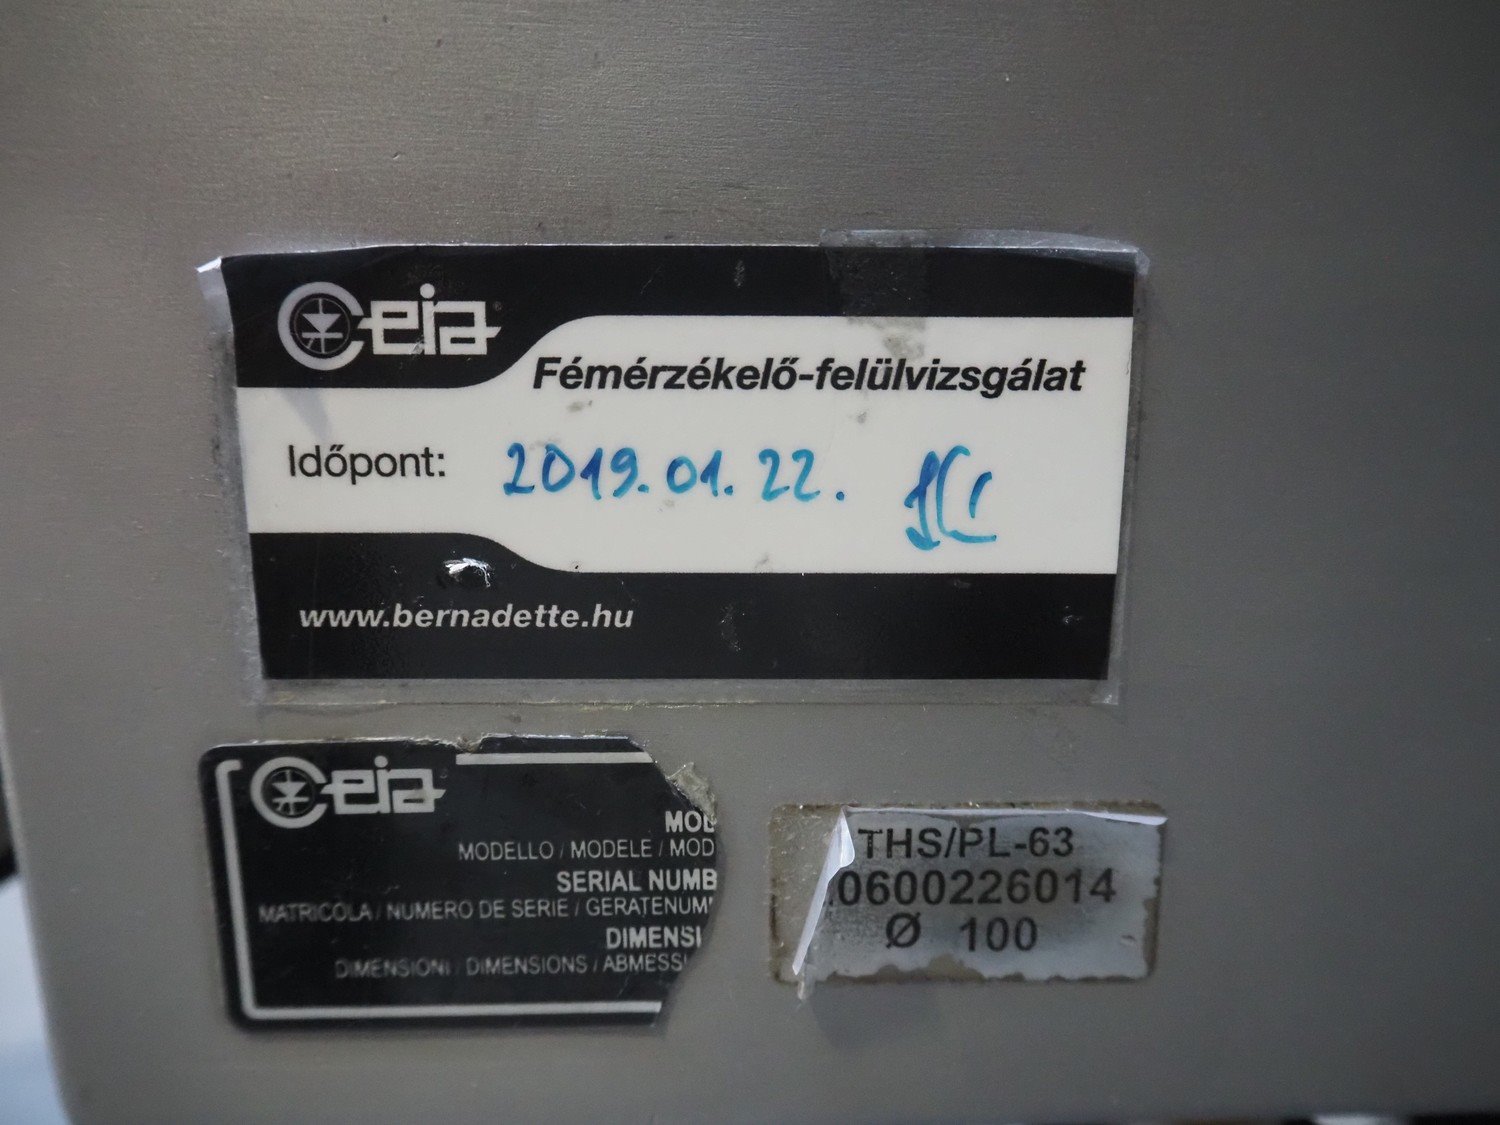 Ceia
Fémérzékelő-felülvizsgálat
Időpont: 2019.01.22.
www.bernadette.hu
Ceia
MOD
MODELLO / MODELE / MOD
SERIAL NUMB
MATRICOLA / NUMERO DE SERIE / GERATENUM
DIMENSI
DIMENSIONI / DIMENSIONS / ABMESS
THS/PL-63
0600226014
Ø 100